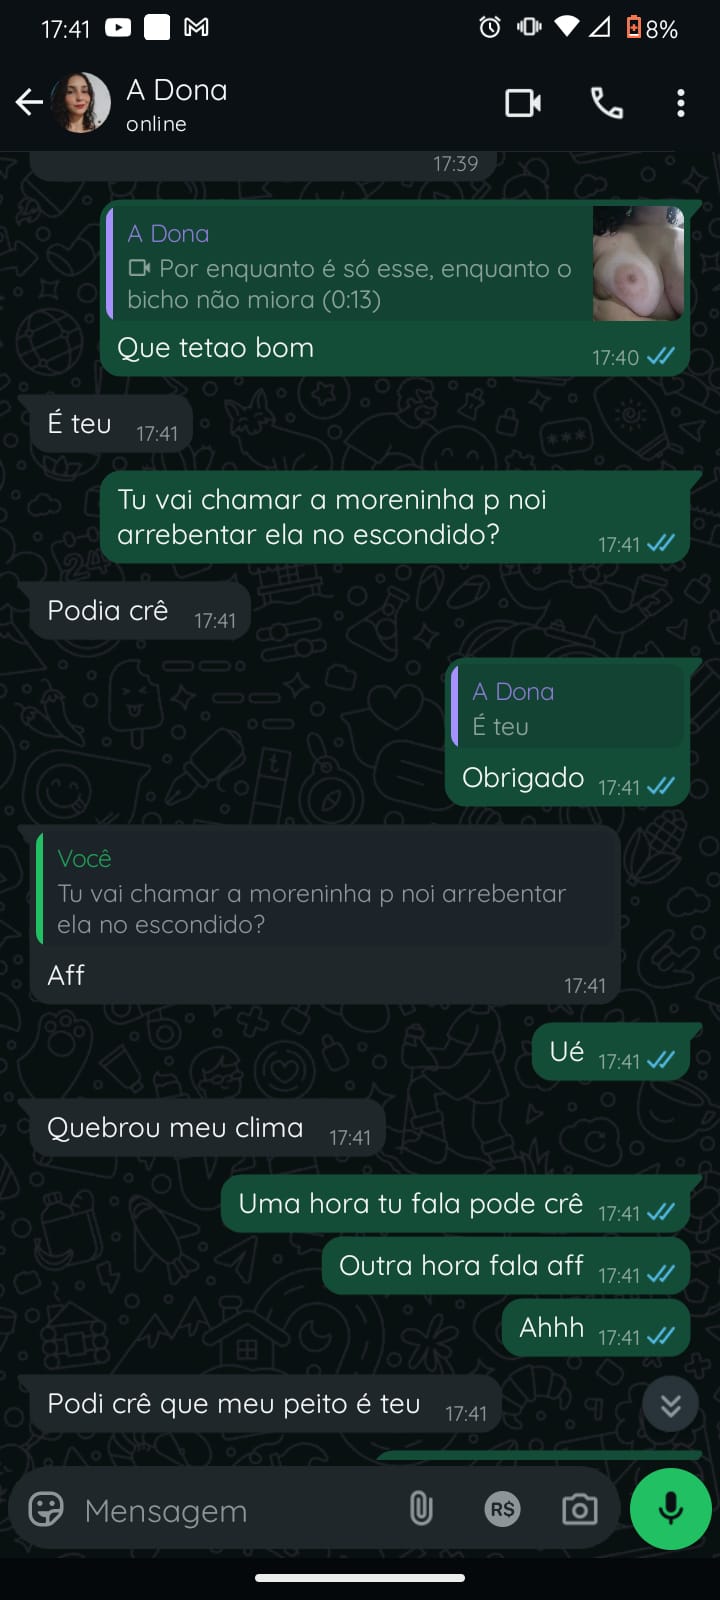 17:41
8%
A Dona
online
17:39
A Dona
Por enquanto é só esse, enquanto o
bicho não miora (0:13)
Que tetao bom
17:40
É teu
17:41
Tu vai chamar a moreninha p noi
arrebentar ela no escondido?
17:41
Podia crê
17:41
A Dona
É teu
Obrigado
17:41
Você
Tu vai chamar a moreninha p noi arrebentar
ela no escondido?
Aff
17:41
Ué
17:41
Quebrou meu clima
17:41
Uma hora tu fala pode crê
17:41
Outra hora fala aff
17:41
Ahhh
17:41
Podi crê que meu peito é teu
17:41
Mensagem
R$